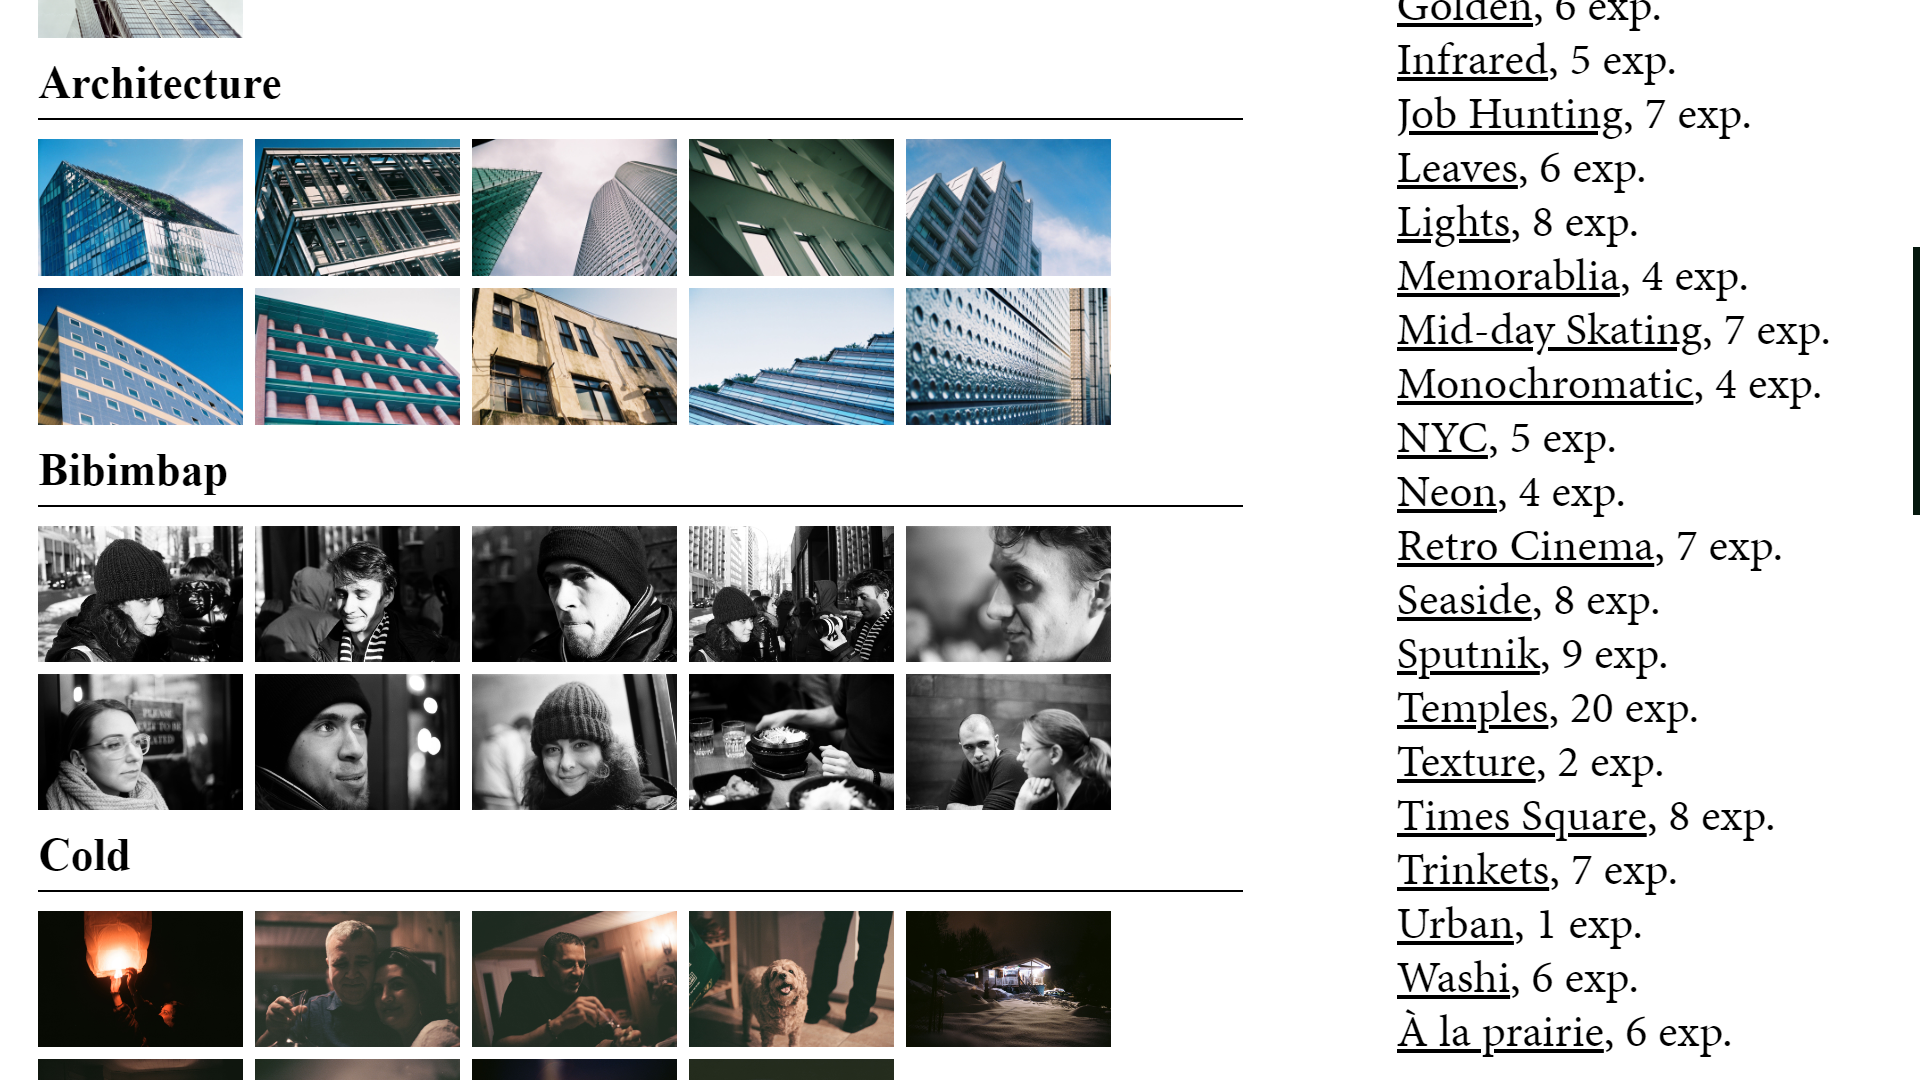 Architecture
Bibimbap
PLEASE
TO BE
Cold
Golden, 6 exp.
Infrared, 5 exp.
Job Hunting, 7 exp.
Leaves, 6 exp.
Lights, 8 exp.
Memorablia, 4 exp.
Mid-day Skating, 7 exp.
Monochromatic, 4 exp.
NYC, 5 exp.
Neon, 4 exp.
Retro Cinema, 7 exp.
Seaside, 8 exp.
Sputnik, 9 exp.
Temples, 20 exp.
Texture, 2 exp.
Times Square, 8 exp.
Trinkets, 7 exp.
Urban, 1 exp.
Washi, 6 exp.
À la prairie, 6 exp.